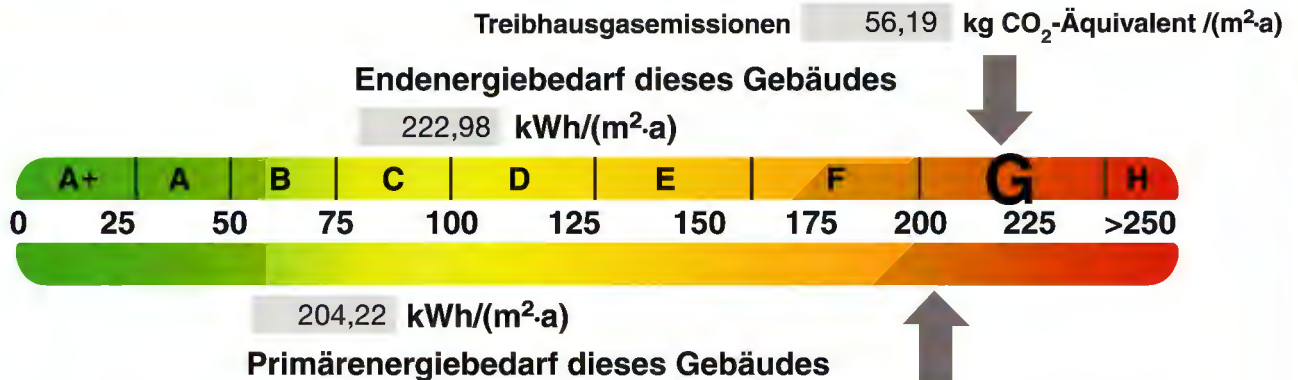 Treibhausgasemissionen 56,19 kg CO₂-Äquivalent /(m²·a)
Endenergiebedarf dieses Gebäudes
222,98 kWh/(m²·a)
A+ A B C D E F G H
0 25 50 75 100 125 150 175 200 225 >250
204,22 kWh/(m²·a)
Primärenergiebedarf dieses Gebäudes